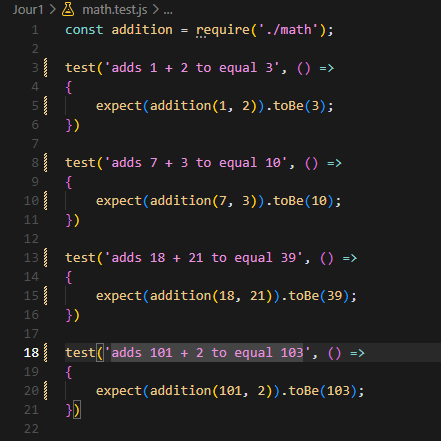 Jour1 > math.test.js > ...
1 const addition = require('./math');
2
3 test('adds 1 + 2 to equal 3', () =>
4 {
5     expect(addition(1, 2)).toBe(3);
6 })
7
8 test('adds 7 + 3 to equal 10', () =>
9 {
10     expect(addition(7, 3)).toBe(10);
11 })
12
13 test('adds 18 + 21 to equal 39', () =>
14 {
15     expect(addition(18, 21)).toBe(39);
16 })
17
18 test('adds 101 + 2 to equal 103', () =>
19 {
20     expect(addition(101, 2)).toBe(103);
21 })
22